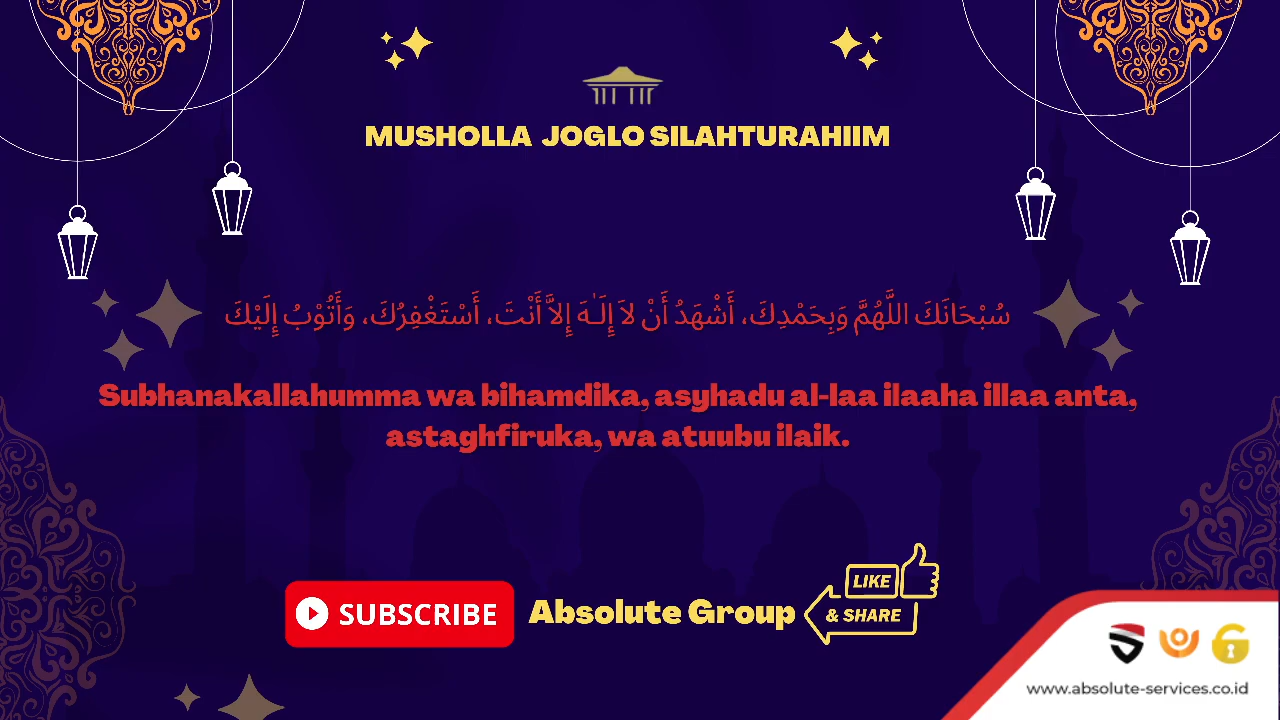 MUSHOLLA JOGLO SILAHTURAHIIM
سُبْحَانَكَ اللَّهُمَّ وَبِحَمْدِكَ، أَشْهَدُ أَنْ لاَ إِلَـٰهَ إِلاَّ أَنْتَ، أَسْتَغْفِرُكَ، وَأَتُوْبُ إِلَيْكَ
Subhanakallahumma wa bihamdika, asyhadu al-laa ilaaha illaa anta,
astaghfiruka, wa atuubu ilaik.
SUBSCRIBE
Absolute Group
LIKE
& SHARE
www.absolute-services.co.id